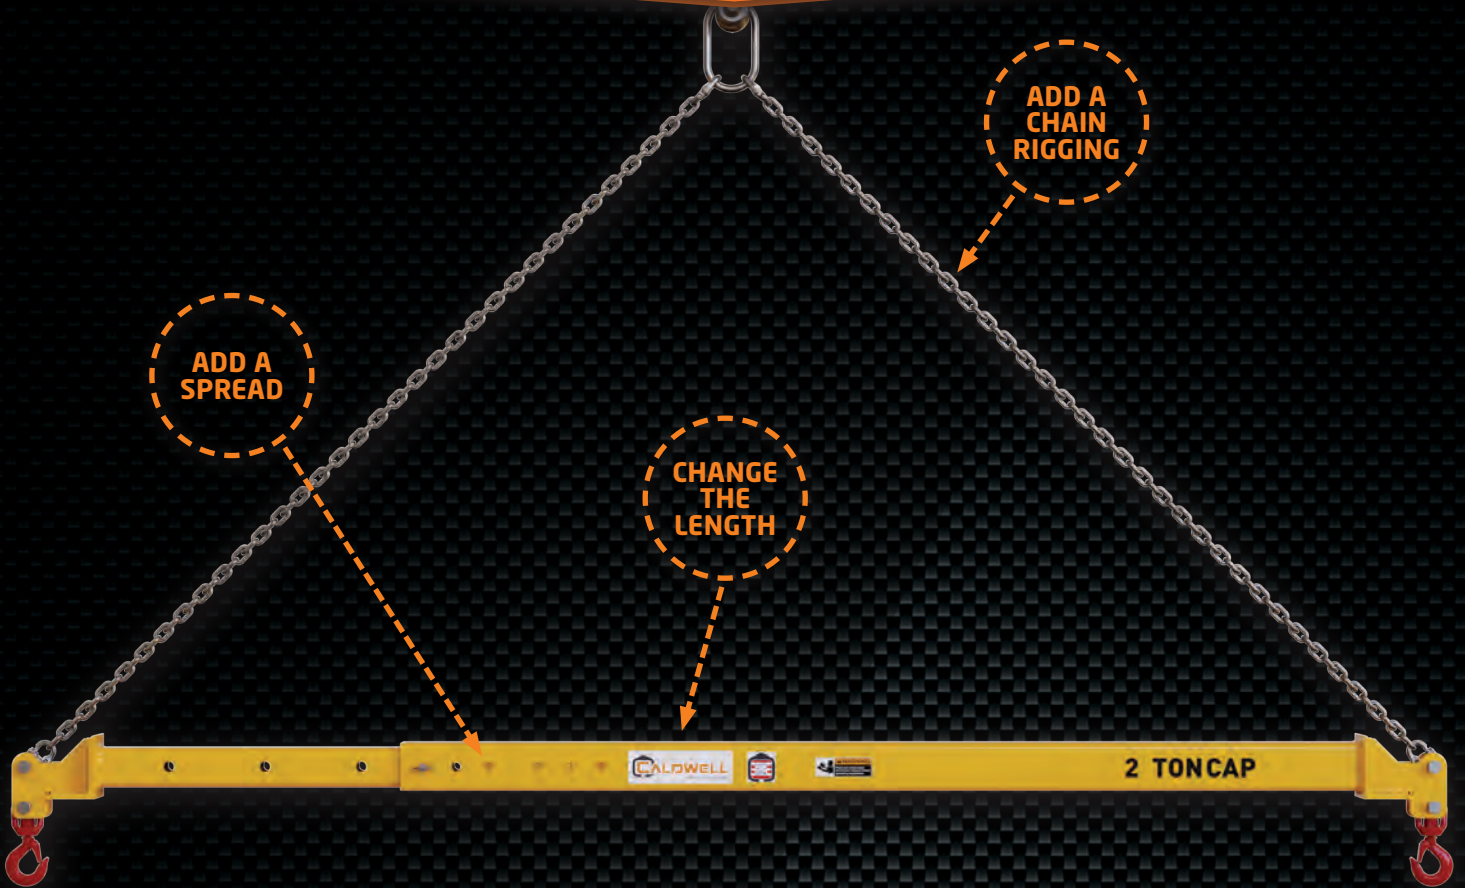 ADD A
CHAIN
RIGGING
ADD A
SPREAD
CHANGE
THE
LENGTH
CALDWELL
2 TON CAP